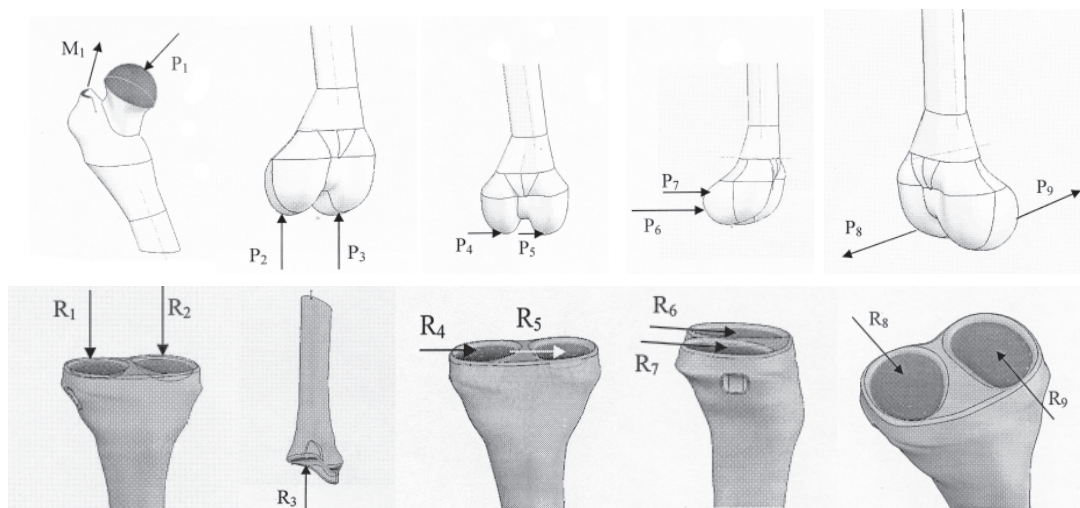 M₁
P₁
P₂
P₃
P₄
P₅
P₇
P₆
P₈
P₉
R₁
R₂
R₃
R₄
R₅
R₆
R₇
R₈
R₉